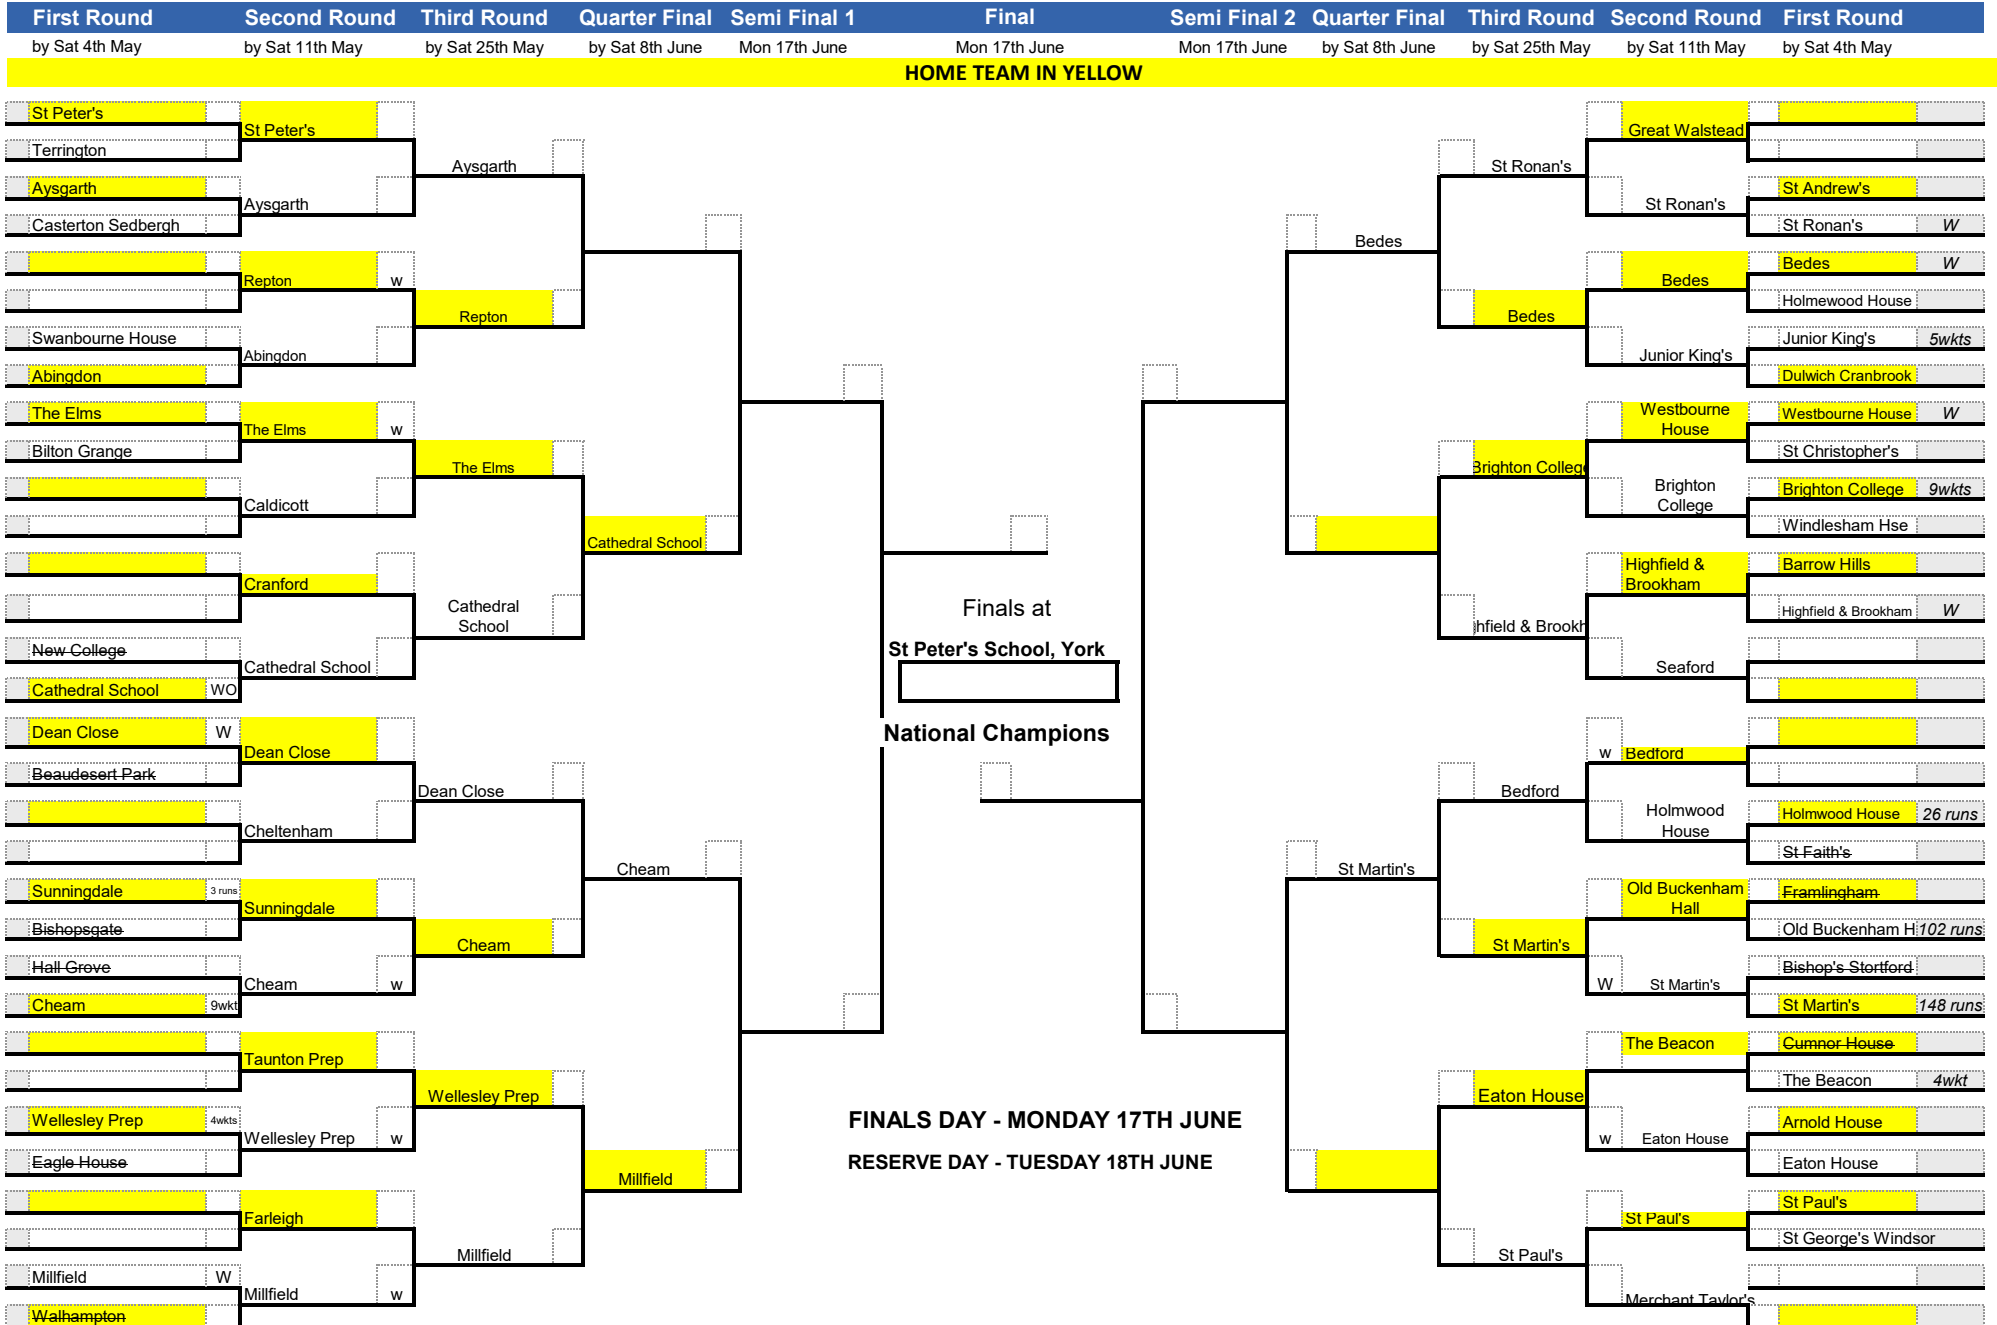 First Round Second Round Third Round Quarter Final Semi Final 1 Final Semi Final 2 Quarter Final Third Round Second Round First Round
by Sat 4th May by Sat 11th May by Sat 25th May by Sat 8th June Mon 17th June Mon 17th June Mon 17th June by Sat 8th June by Sat 25th May by Sat 11th May by Sat 4th May
HOME TEAM IN YELLOW
St Peter's
Terrington
Aysgarth
Casterton Sedbergh
Swanbourne House
Abingdon
The Elms
Bilton Grange
New College
Cathedral School WO
Dean Close W
Beaudesert Park
Sunningdale 3 runs
Bishopsgate
Hall Grove
Cheam 9wkt
Wellesley Prep 4wkts
Eagle House
Millfield W
Walhampton
St Peter's
Aysgarth
Repton w
Abingdon
The Elms w
Caldicott
Cranford
Cathedral School
Dean Close
Cheltenham
Sunningdale
Cheam w
Taunton Prep
Wellesley Prep w
Farleigh
Millfield w
Aysgarth
Repton
The Elms
Cathedral
School
Dean Close
Cheam
Wellesley Prep
Millfield
Cathedral School
Cheam
Millfield
Finals at
St Peter's School, York
National Champions
FINALS DAY - MONDAY 17TH JUNE
RESERVE DAY - TUESDAY 18TH JUNE
Bedes
St Martin's
St Ronan's
Bedes
Brighton College
hfield & Brookh
Bedford
St Martin's
Eaton House
St Paul's
Great Walstead
St Ronan's
Bedes
Junior King's
Westbourne
House
Brighton
College
Highfield &
Brookham
Seaford
w Bedford
Holmwood
House
Old Buckenham
Hall
W St Martin's
The Beacon
w Eaton House
St Paul's
Merchant Taylor's
St Andrew's
St Ronan's W
Bedes W
Holmewood House
Junior King's 5wkts
Dulwich Cranbrook
Westbourne House W
St Christopher's
Brighton College 9wkts
Windlesham Hse
Barrow Hills
Highfield & Brookham W
Holmwood House 26 runs
St Faith's
Framlingham
Old Buckenham H 102 runs
Bishop's Stortford
St Martin's 148 runs
Cumnor House
The Beacon 4wkt
Arnold House
Eaton House
St Paul's
St George's Windsor